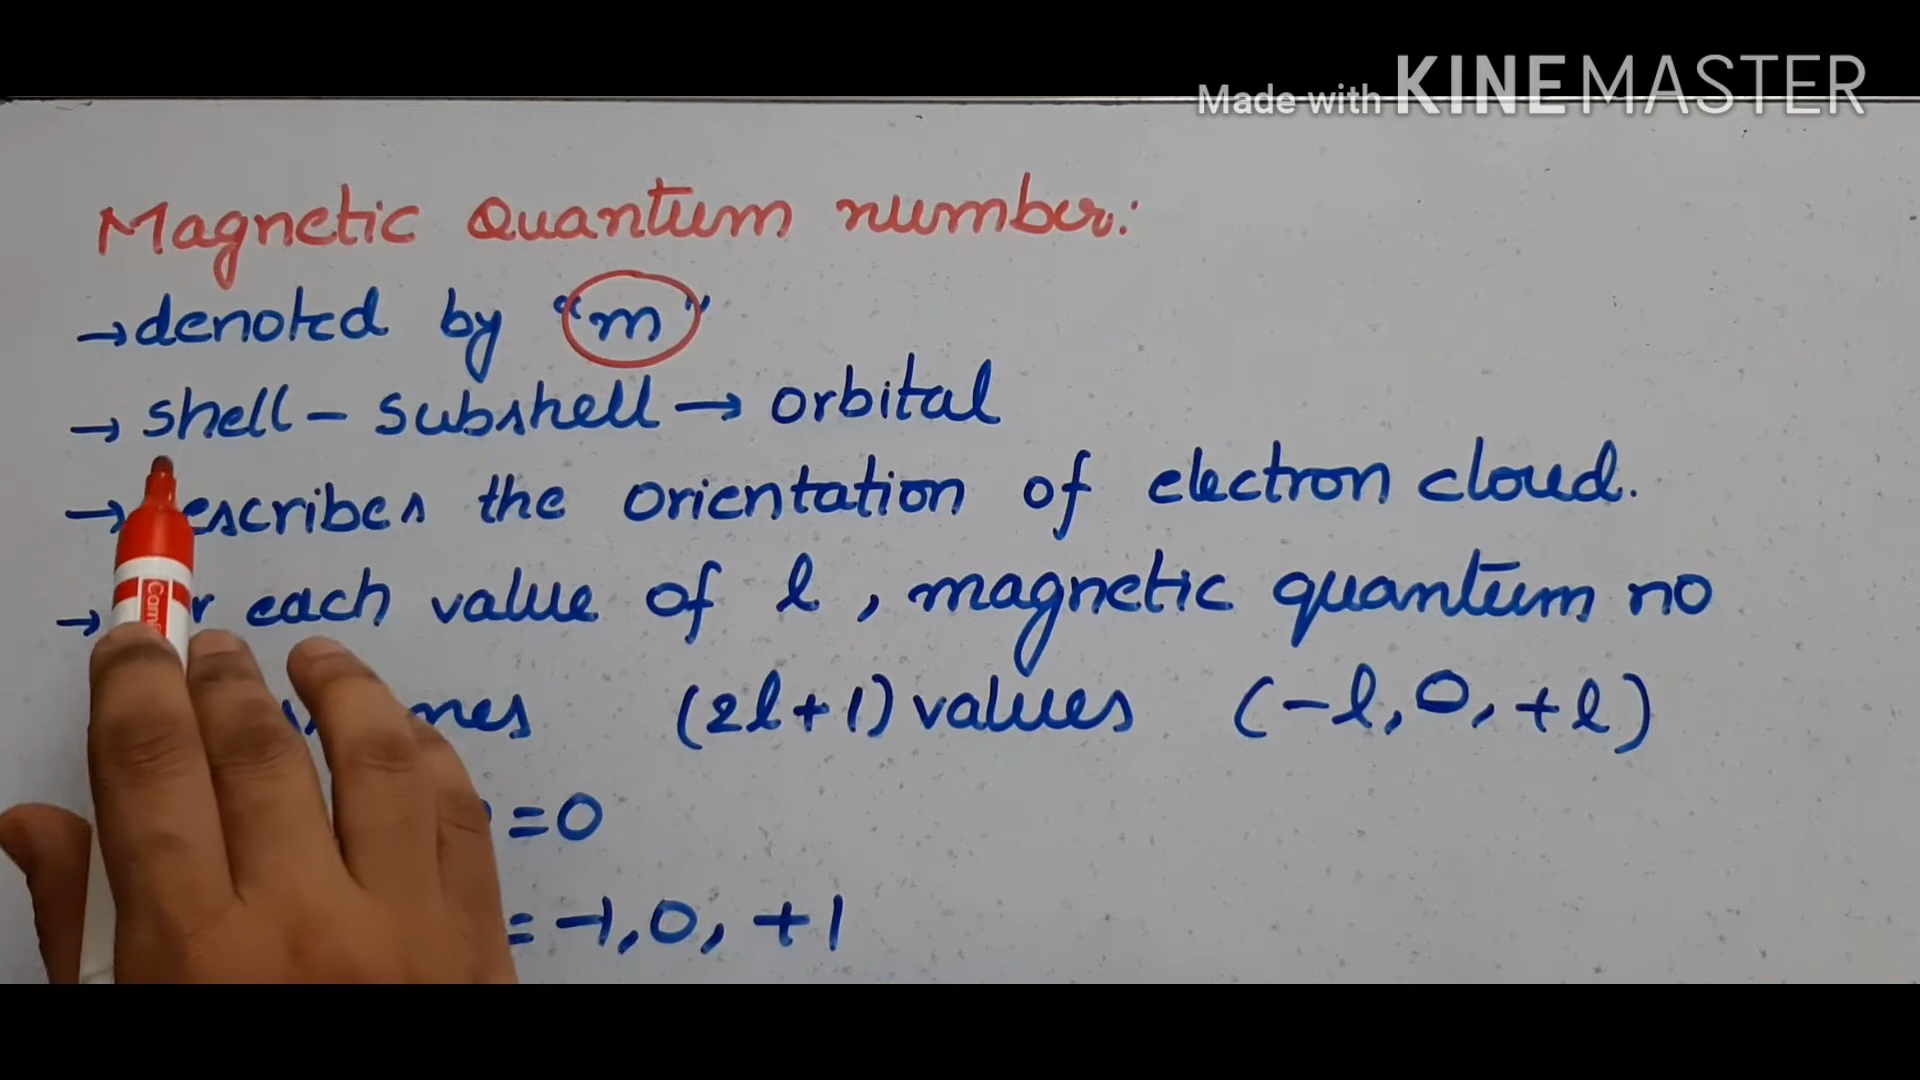 Made with KINEMASTER
Magnetic Quantum number:
→ denoted by "m"
→ shell - subshell → orbital
→ escribes the orientation of electron cloud.
→ r each value of l, magnetic quantum no
mes (2l+1) values (-l, 0, +l)
=0
= -1, 0, +1